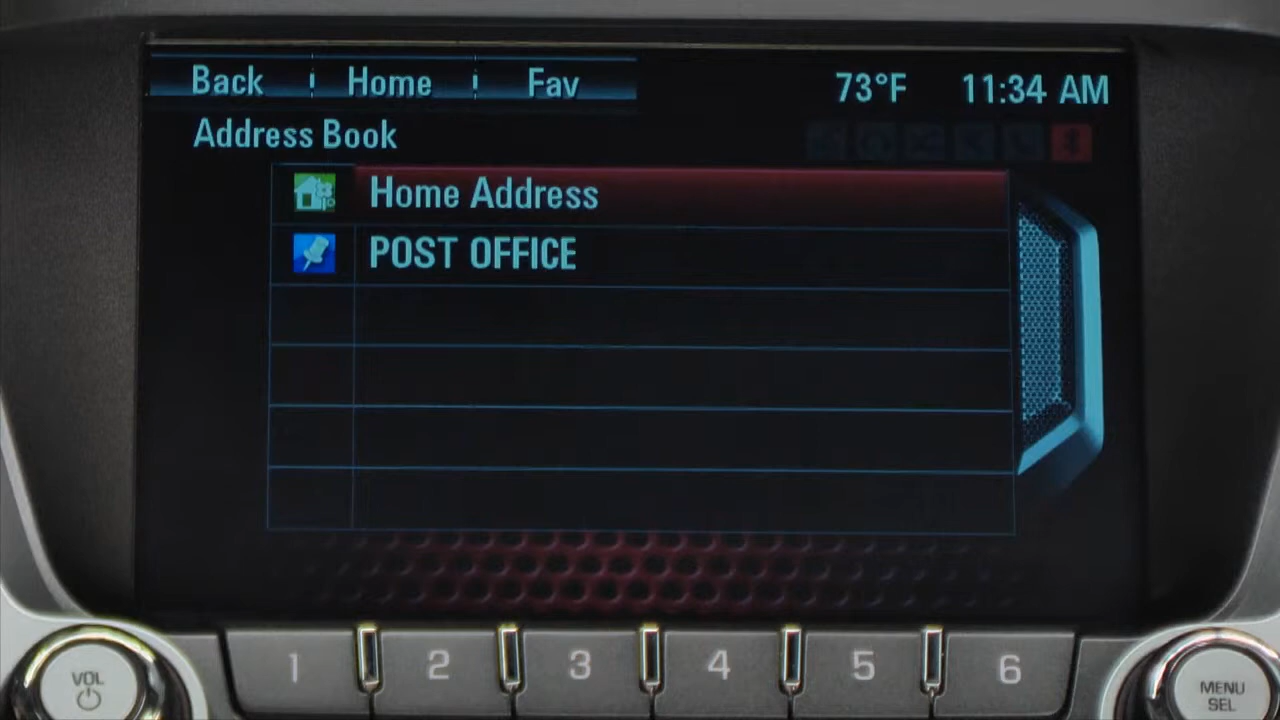 Back Home Fav 73°F 11:34 AM
Address Book
Home Address
POST OFFICE
1 2 3 4 5 6
VOL
MENU
SEL